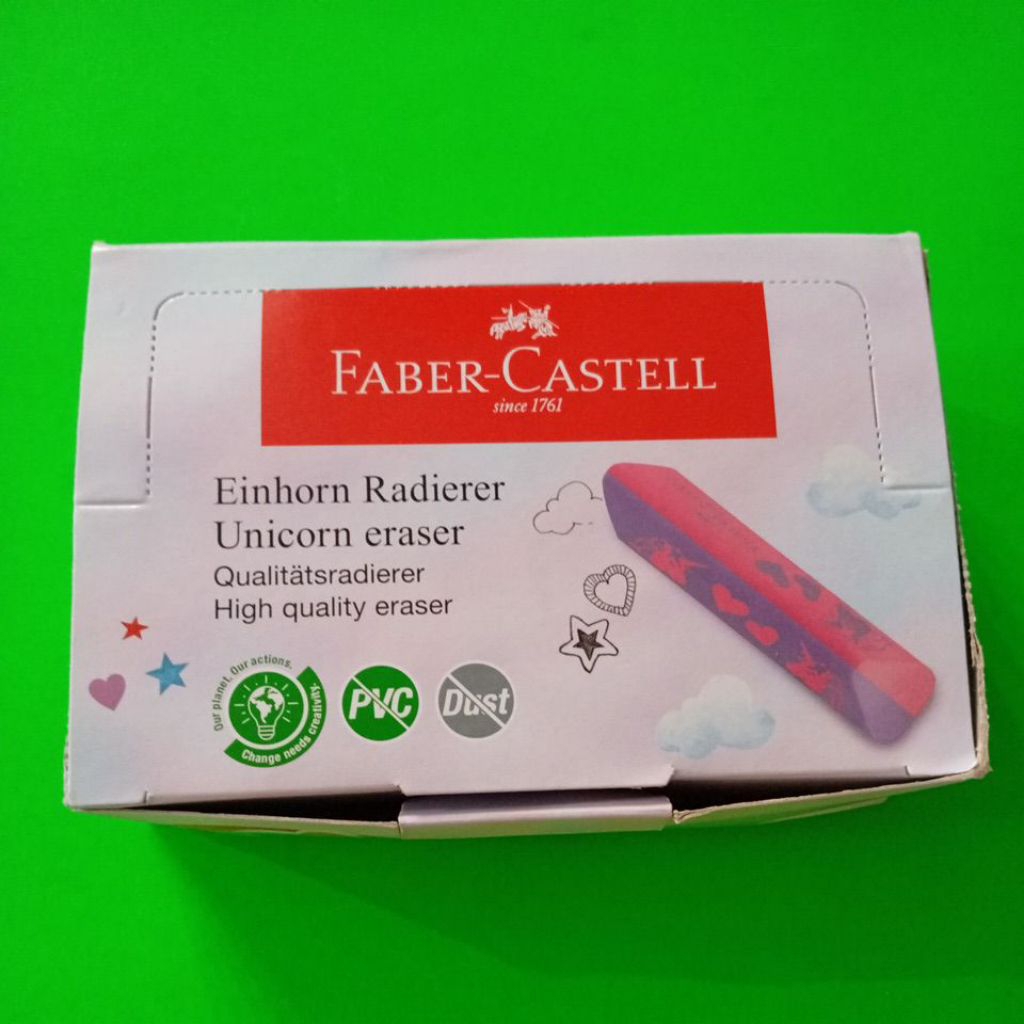 FABER-CASTELL
since 1761
Einhorn Radierer
Unicorn eraser
Qualitätsradierer
High quality eraser
Our planet. Our actions.
Change needs creativity.
PVC
Dust